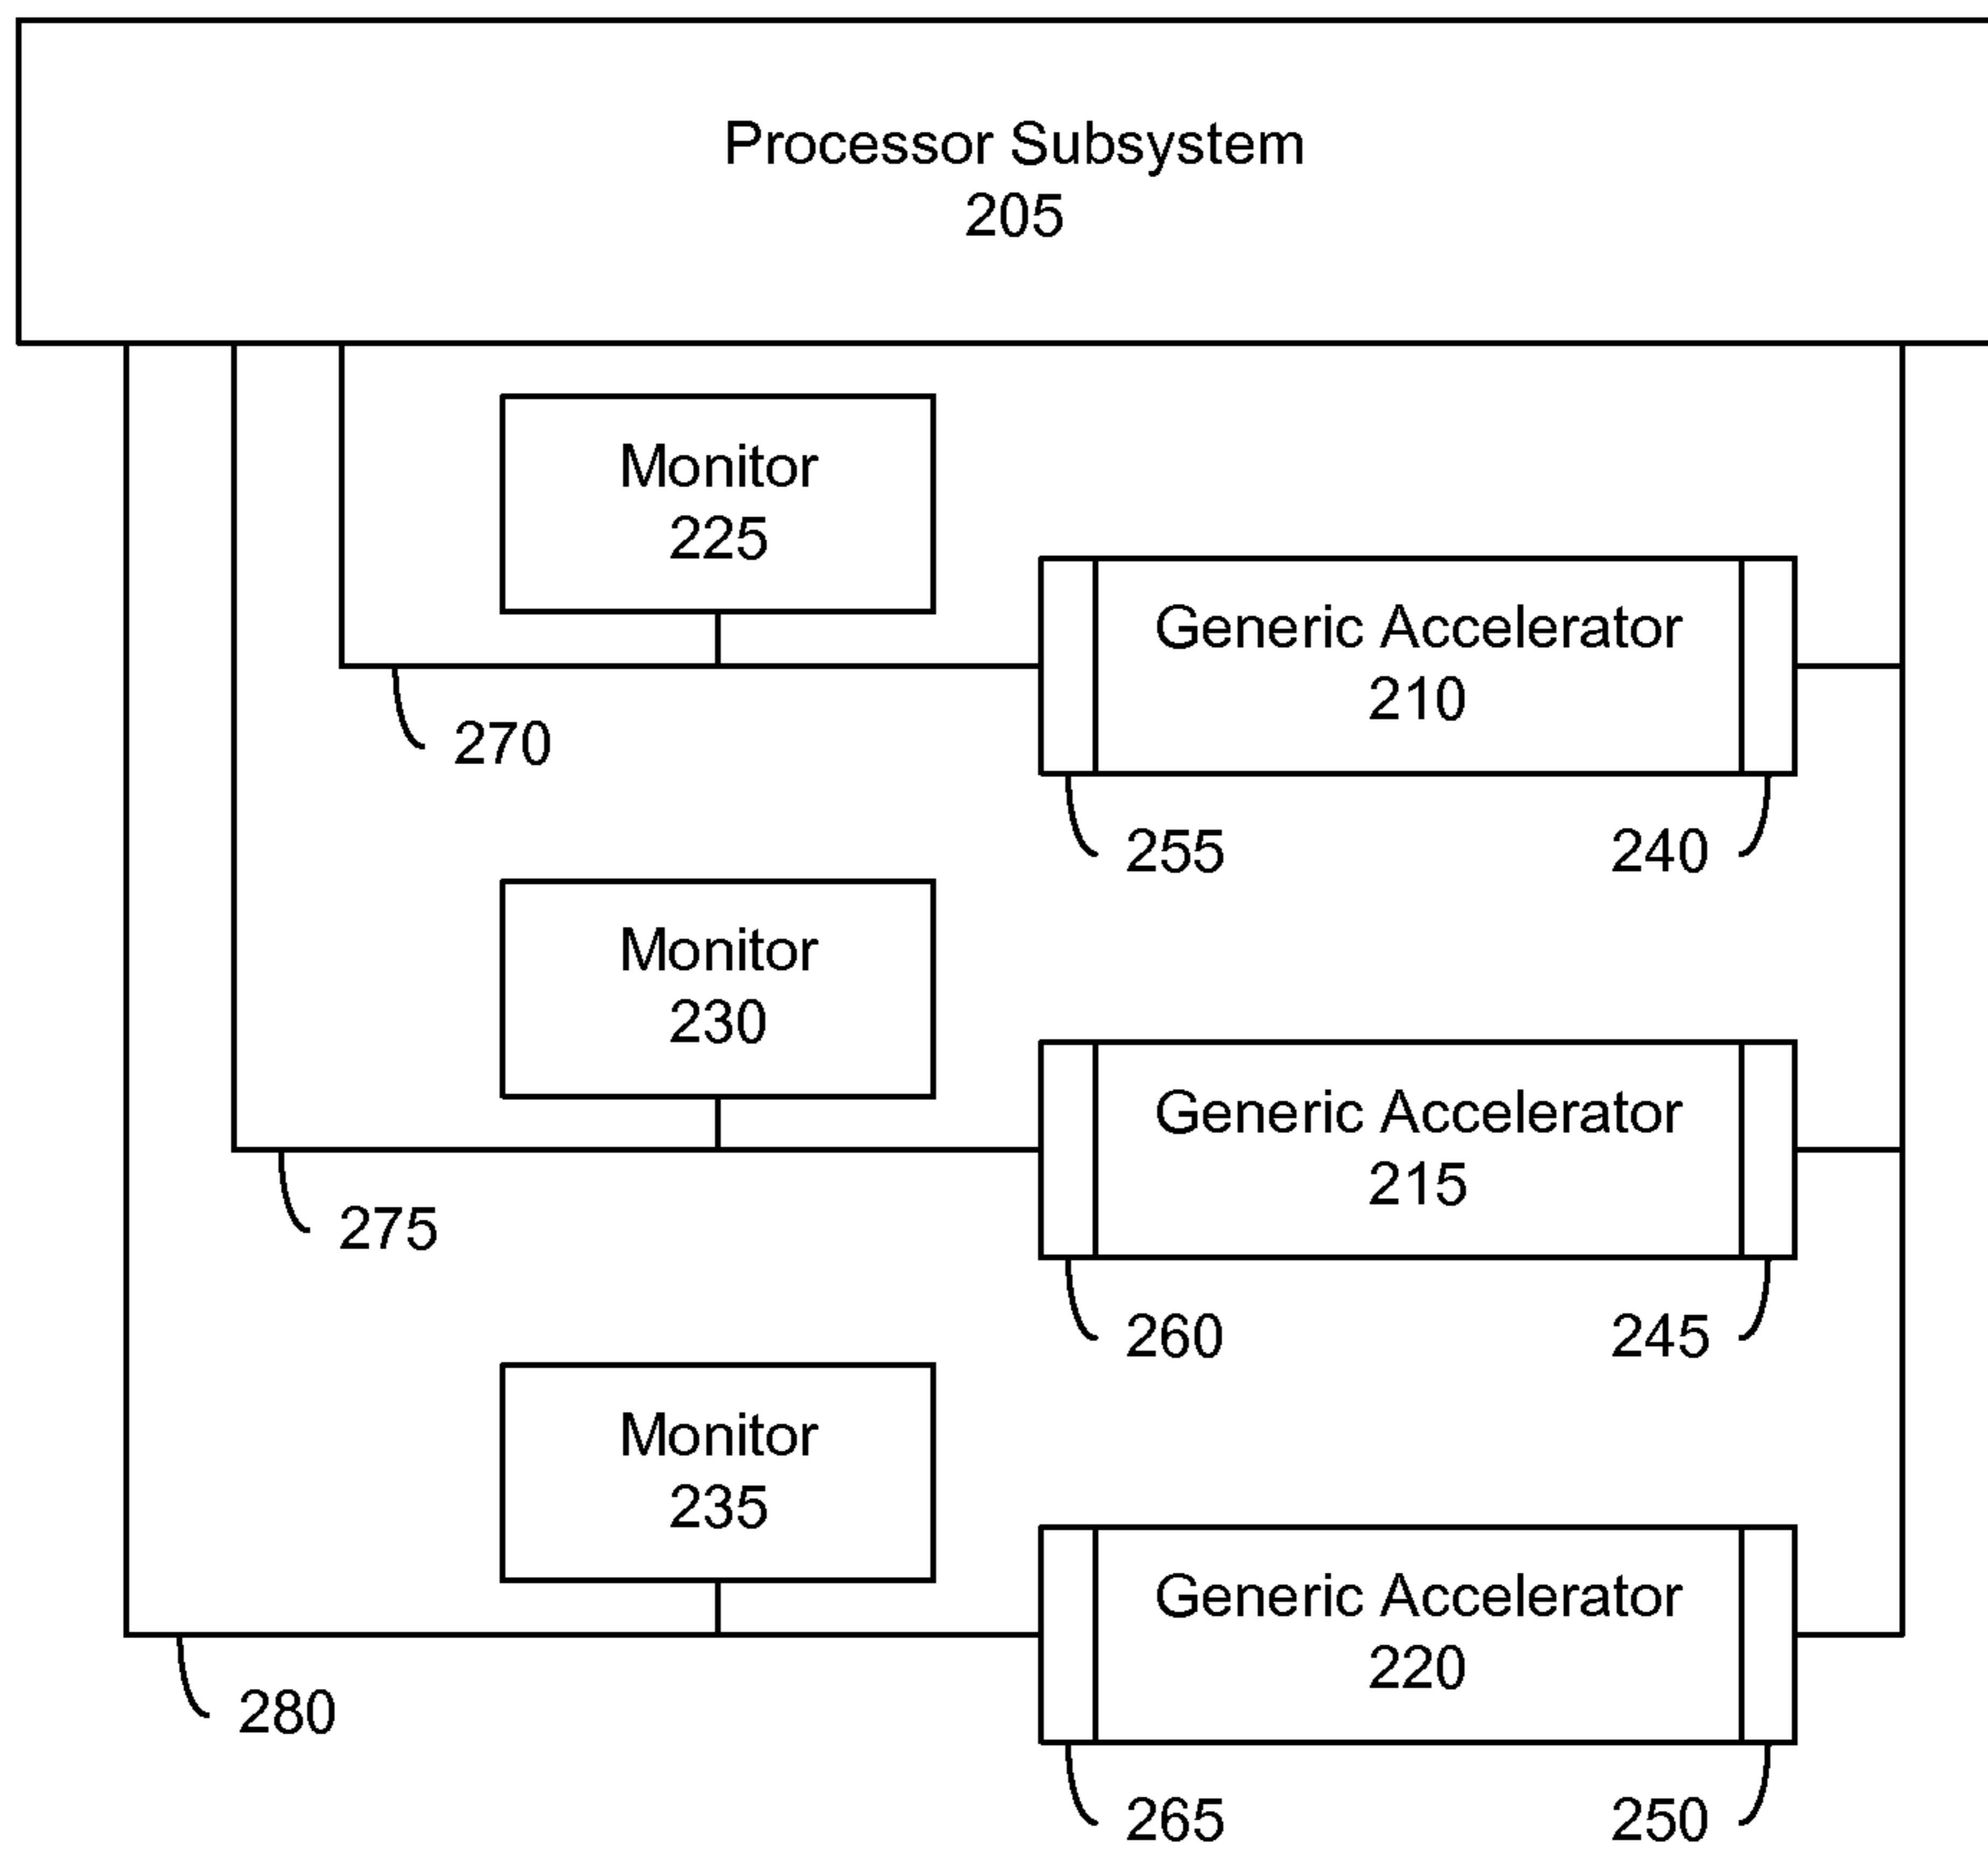 Processor Subsystem
205
Monitor
225
Generic Accelerator
210
270
255
240
Monitor
230
Generic Accelerator
215
275
260
245
Monitor
235
Generic Accelerator
220
280
265
250